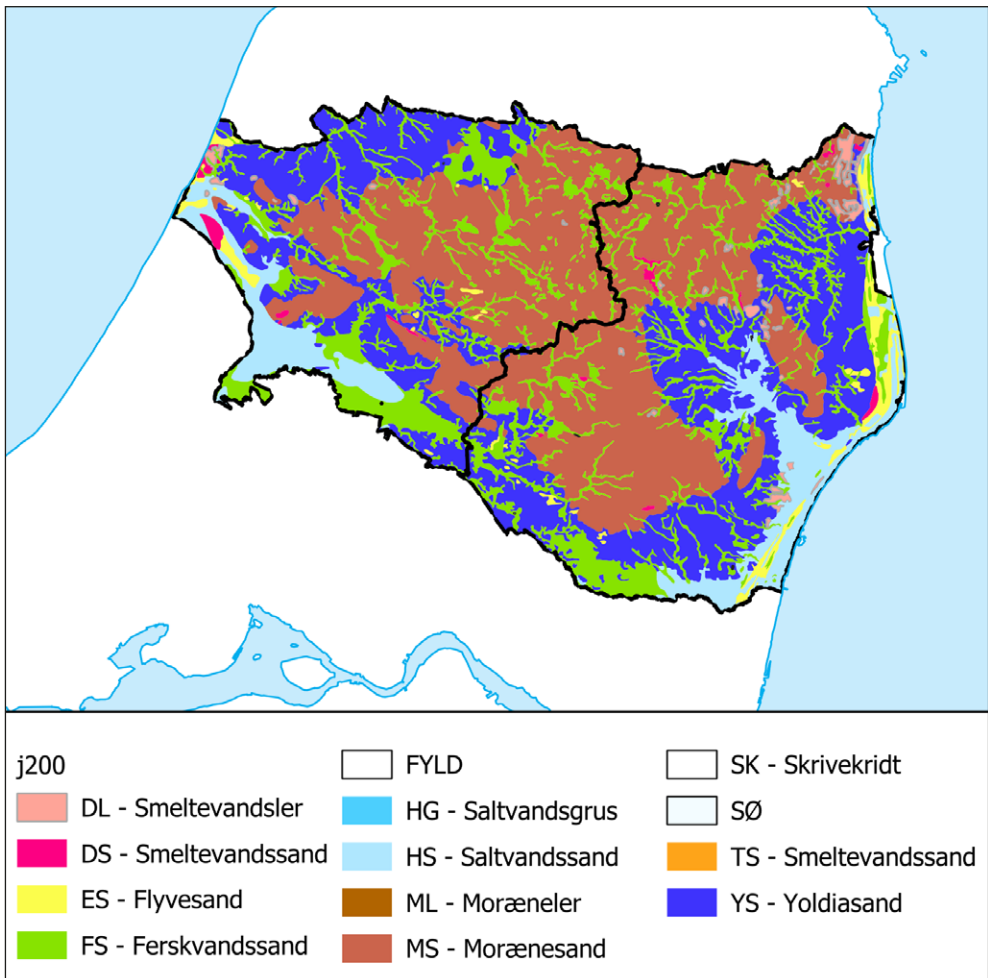 j200
DL - Smeltevandsler
DS - Smeltevandssand
ES - Flyvesand
FS - Ferskvandssand
FYLD
HG - Saltvandsgrus
HS - Saltvandssand
ML - Moræneler
MS - Morænesand
SK - Skrivekridt
SØ
TS - Smeltevandssand
YS - Yoldiasand